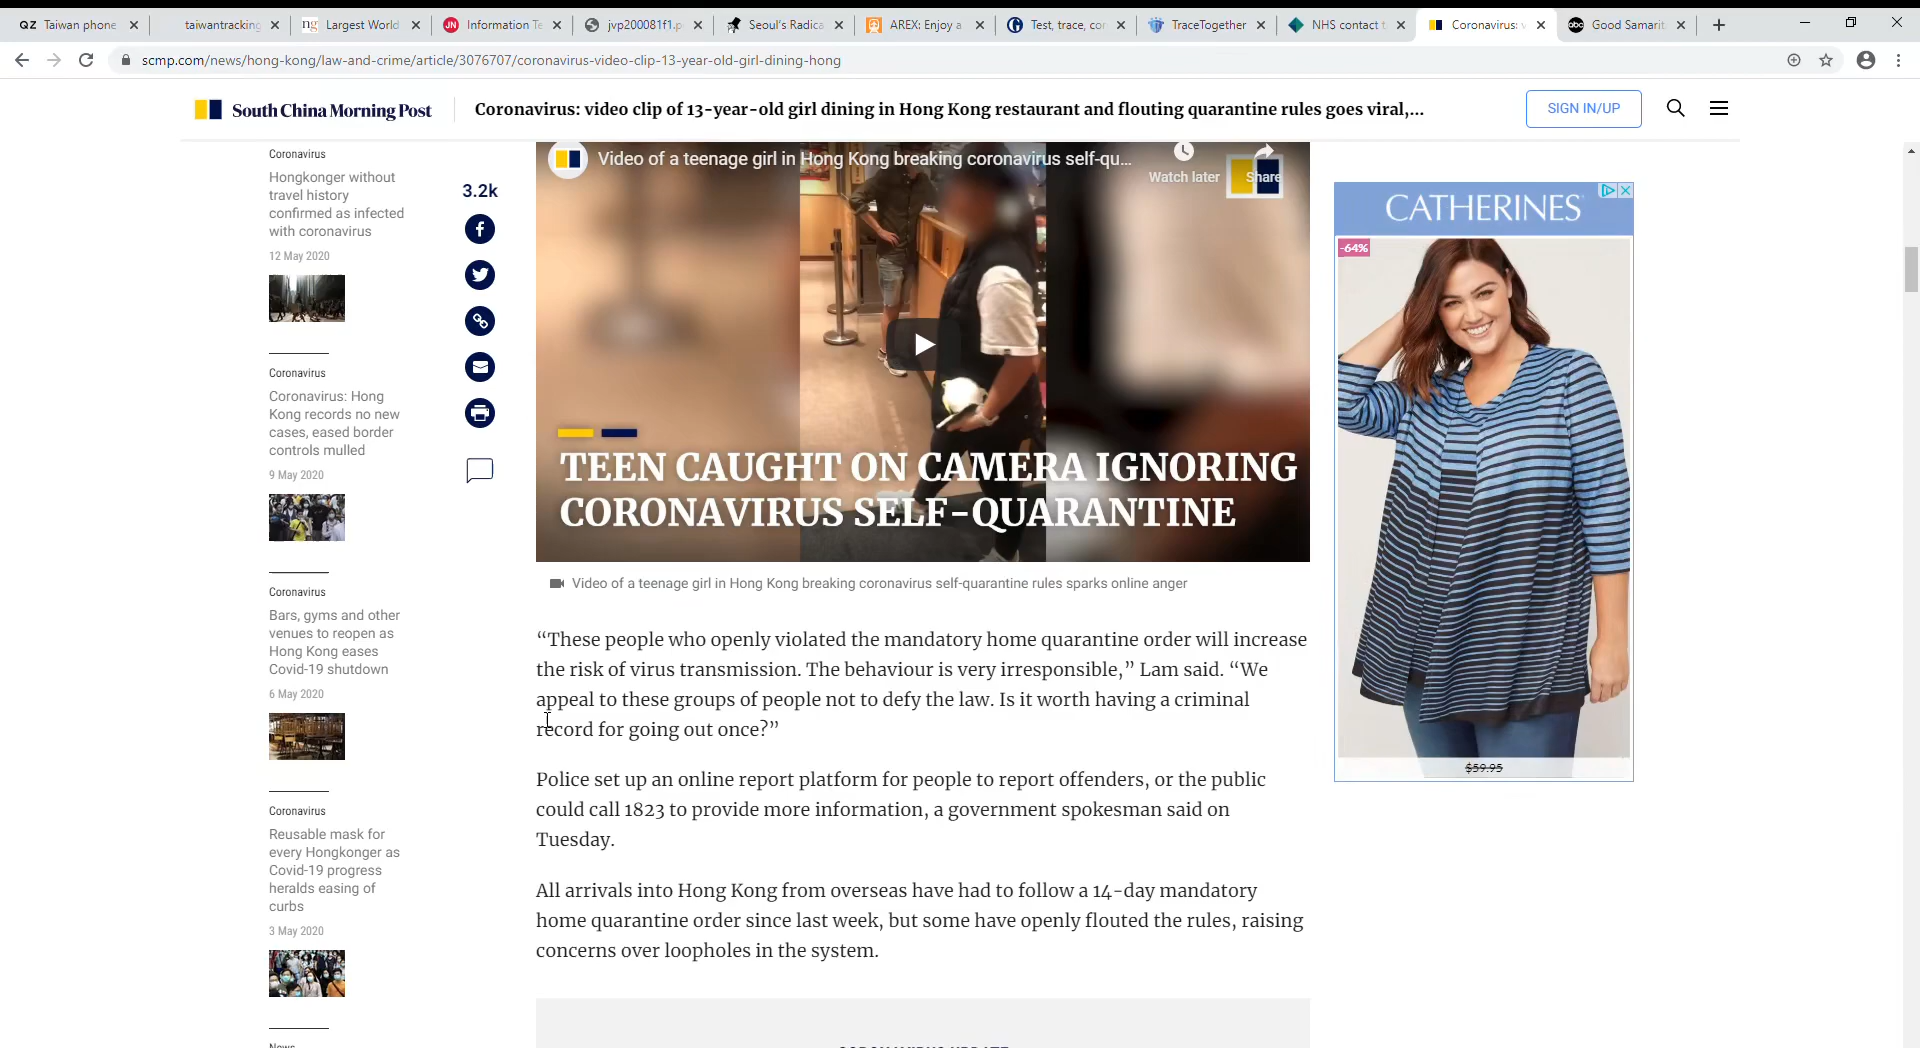 QZ Taiwan phone
taiwantracking
ng Largest World
JN Information Te
jvp200081f1.p
Seoul's Radica
AREX: Enjoy a
Test, trace, cor
TraceTogether
NHS contact t
Coronavirus: v
abc Good Samarit
scmp.com/news/hong-kong/law-and-crime/article/3076707/coronavirus-video-clip-13-year-old-girl-dining-hong
South China Morning Post
Coronavirus: video clip of 13-year-old girl dining in Hong Kong restaurant and flouting quarantine rules goes viral,...
SIGN IN/UP
Coronavirus
Hongkonger without
travel history
confirmed as infected
with coronavirus
12 May 2020
Coronavirus
Coronavirus: Hong
Kong records no new
cases, eased border
controls mulled
9 May 2020
Coronavirus
Bars, gyms and other
venues to reopen as
Hong Kong eases
Covid-19 shutdown
6 May 2020
Coronavirus
Reusable mask for
every Hongkonger as
Covid-19 progress
heralds easing of
curbs
3 May 2020
News
3.2k
Video of a teenage girl in Hong Kong breaking coronavirus self-qu...
Watch later
Share
TEEN CAUGHT ON CAMERA IGNORING
CORONAVIRUS SELF-QUARANTINE
Video of a teenage girl in Hong Kong breaking coronavirus self-quarantine rules sparks online anger
“These people who openly violated the mandatory home quarantine order will increase
the risk of virus transmission. The behaviour is very irresponsible,” Lam said. “We
appeal to these groups of people not to defy the law. Is it worth having a criminal
record for going out once?”
Police set up an online report platform for people to report offenders, or the public
could call 1823 to provide more information, a government spokesman said on
Tuesday.
All arrivals into Hong Kong from overseas have had to follow a 14-day mandatory
home quarantine order since last week, but some have openly flouted the rules, raising
concerns over loopholes in the system.
CORONAVIRUS UPDATE
CATHERINES
-64%
$59.95